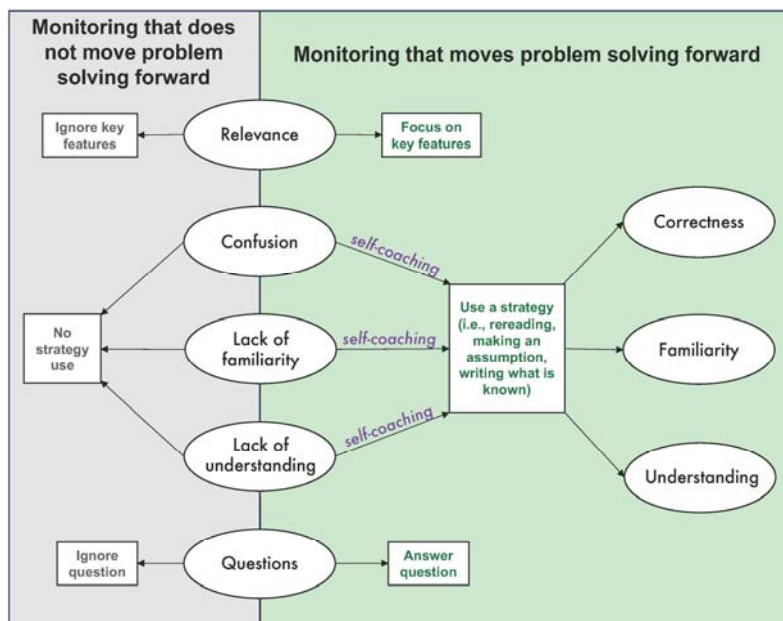 Monitoring that does
not move problem
solving forward
Monitoring that moves problem solving forward
Ignore key
features
Relevance
Focus on
key features
Confusion
self-coaching
Correctness
No
strategy
use
Lack of
familiarity
self-coaching
Use a strategy
(i.e., rereading,
making an
assumption,
writing what is
known)
Familiarity
Lack of
understanding
self-coaching
Understanding
Ignore
question
Questions
Answer
question